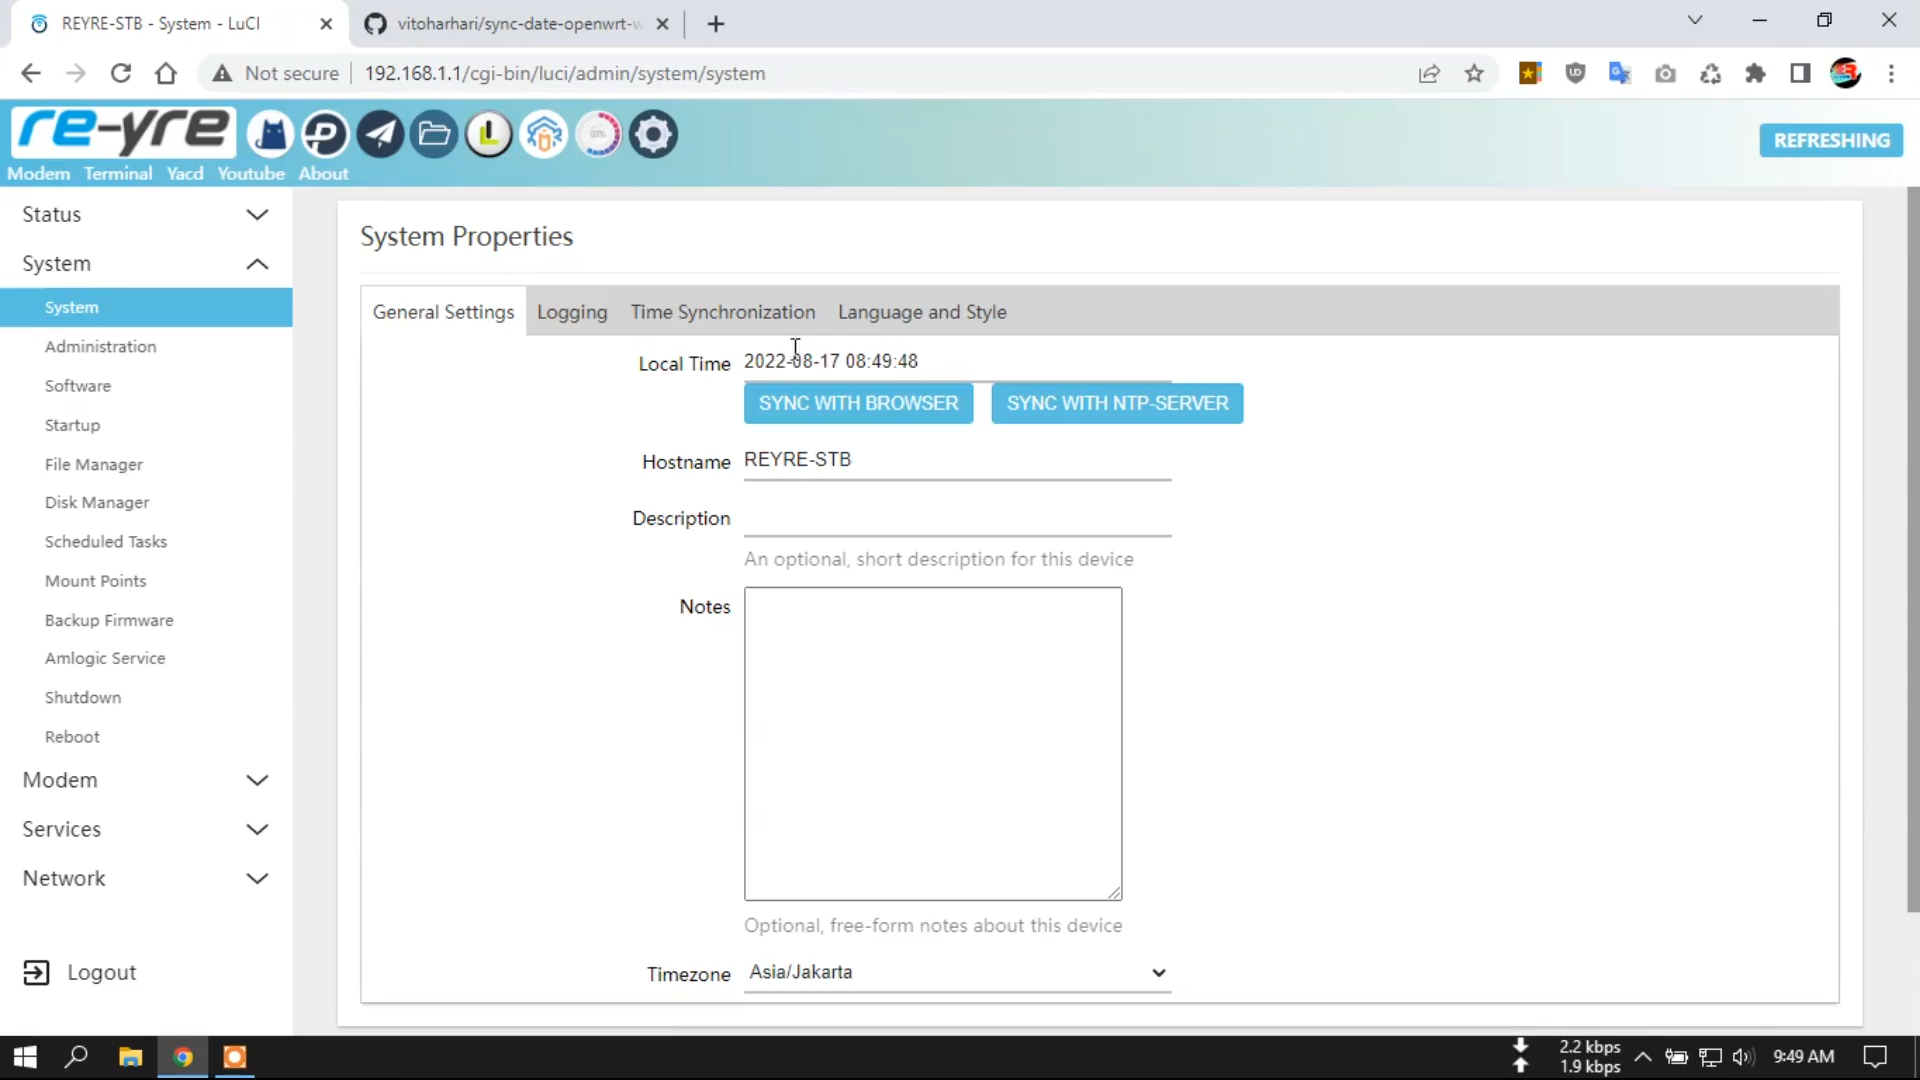 REYRE-STB - System - LuCI
vitoharhari/sync-date-openwrt-w
Not secure
192.168.1.1/cgi-bin/luci/admin/system/system
re-yre
REFRESHING
Modem Terminal Yacd Youtube About
Status
System
System
Administration
Software
Startup
File Manager
Disk Manager
Scheduled Tasks
Mount Points
Backup Firmware
Amlogic Service
Shutdown
Reboot
Modem
Services
Network
Logout
System Properties
General Settings Logging Time Synchronization Language and Style
Local Time 2022-08-17 08:49:48
SYNC WITH BROWSER SYNC WITH NTP-SERVER
Hostname REYRE-STB
Description
An optional, short description for this device
Notes
Optional, free-form notes about this device
Timezone Asia/Jakarta
2.2 kbps
1.9 kbps
9:49 AM